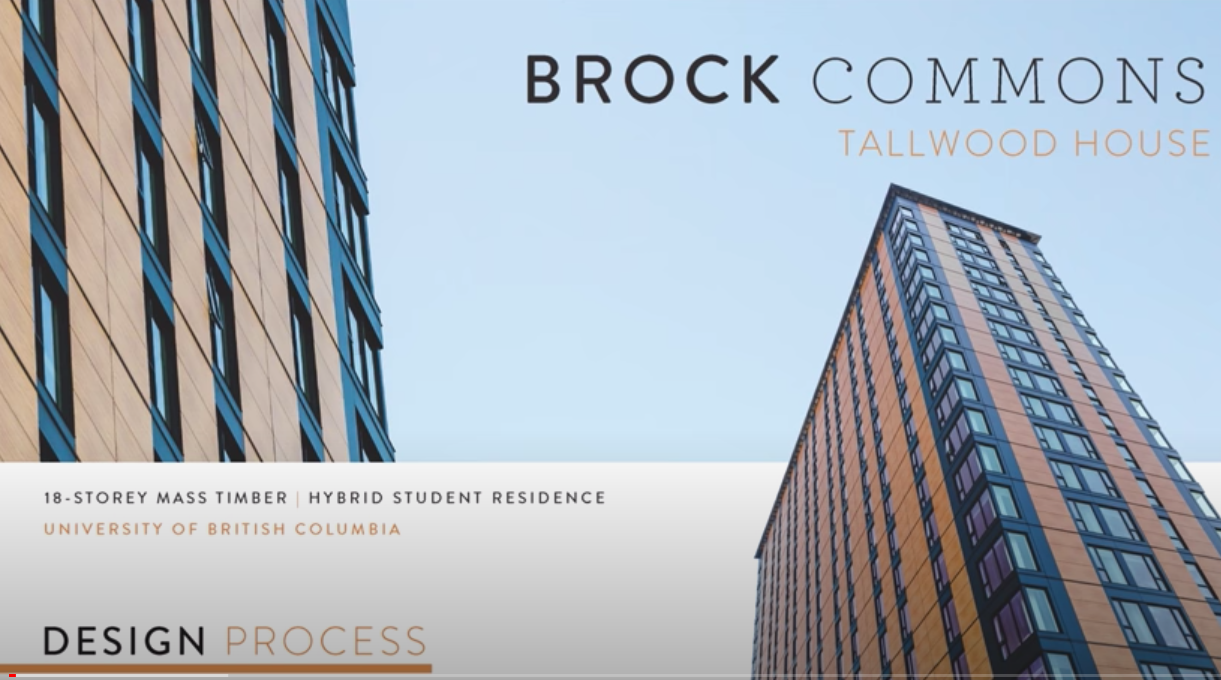 BROCK COMMONS
TALLWOOD HOUSE
18-STOREY MASS TIMBER | HYBRID STUDENT RESIDENCE
UNIVERSITY OF BRITISH COLUMBIA
DESIGN PROCESS